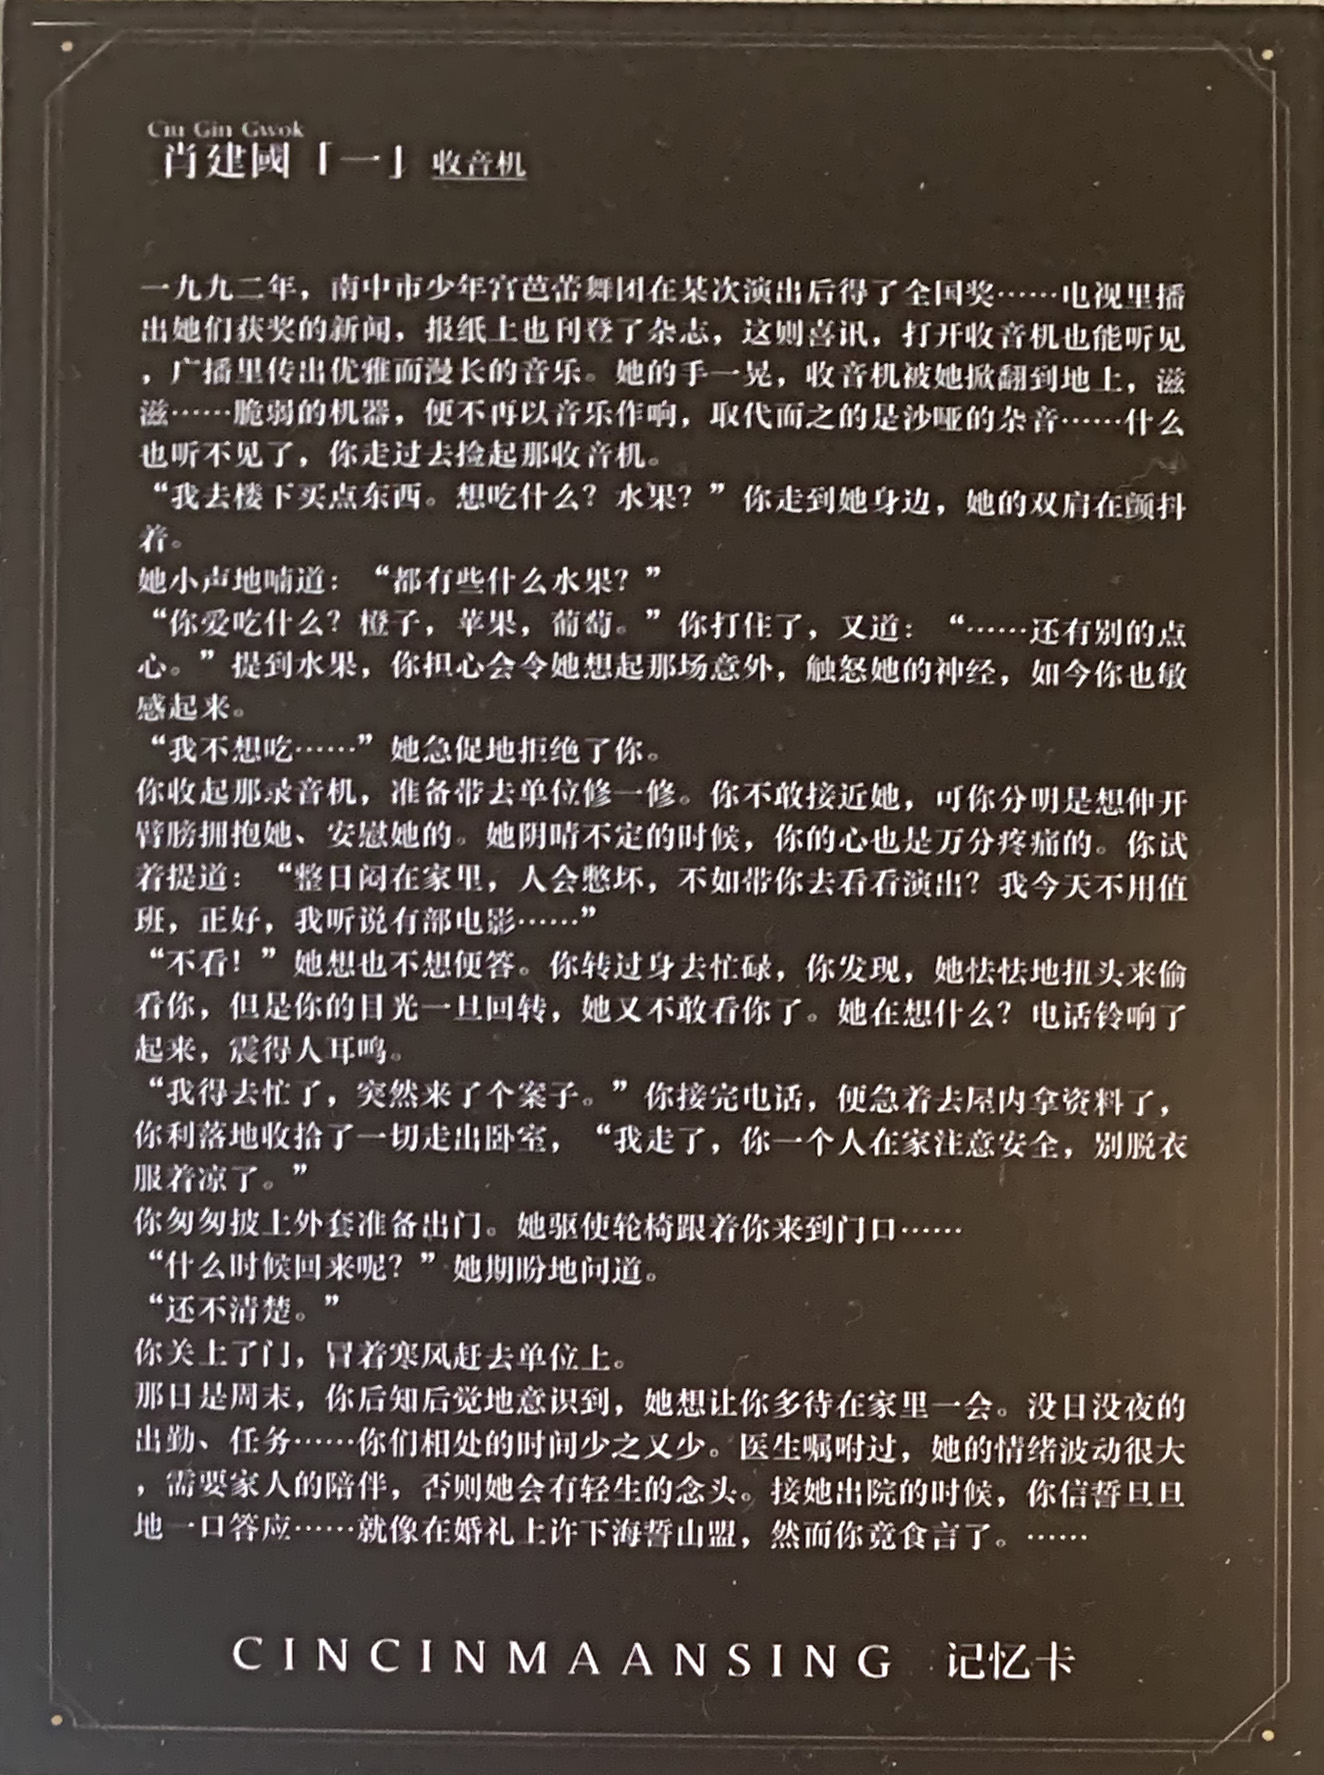 Ciu Gin Gwok
肖建國「一」收音机
一九九二年，南中市少年宫芭蕾舞团在某次演出后得了全国奖……电视里播
出她们获奖的新闻，报纸上也刊登了杂志，这则喜讯，打开收音机也能听见
，广播里传出优雅而漫长的音乐。她的手一晃，收音机被她掀翻到地上，滋
滋……脆弱的机器，便不再以音乐作响，取代而之的是沙哑的杂音……什么
也听不见了，你走过去捡起那收音机。
“我去楼下买点东西。想吃什么？水果？”你走到她身边，她的双肩在颤抖
着。
她小声地喃道：“都有些什么水果？”
“你爱吃什么？橙子，苹果，葡萄。”你打住了，又道：“……还有别的点
心。”提到水果，你担心会令她想起那场意外，触怒她的神经，如今你也敏
感起来。
“我不想吃……”她急促地拒绝了你。
你收起那录音机，准备带去单位修一修。你不敢接近她，可你分明是想伸开
臂膀拥抱她、安慰她的。她阴晴不定的时候，你的心也是万分疼痛的。你试
着提道：“整日闷在家里，人会憋坏，不如带你去看看演出？我今天不用值
班，正好，我听说有部电影……”
“不看！”她想也不想便答。你转过身去忙碌，你发现，她怯怯地扭头来偷
看你，但是你的目光一旦回转，她又不敢看你了。她在想什么？电话铃响了
起来，震得人耳鸣。
“我得去忙了，突然来了个案子。”你接完电话，便急着去屋内拿资料了，
你利落地收拾了一切走出卧室，“我走了，你一个人在家注意安全，别脱衣
服着凉了。”
你匆匆披上外套准备出门。她驱使轮椅跟着你来到门口……
“什么时候回来呢？”她期盼地问道。
“还不清楚。”
你关上了门，冒着寒风赶去单位上。
那日是周末，你后知后觉地意识到，她想让你多待在家里一会。没日没夜的
出勤、任务……你们相处的时间少之又少。医生嘱咐过，她的情绪波动很大
，需要家人的陪伴，否则她会有轻生的念头。接她出院的时候，你信誓旦旦
地一口答应……就像在婚礼上许下海誓山盟，然而你竟食言了。……
CINCINMAANSING 记忆卡